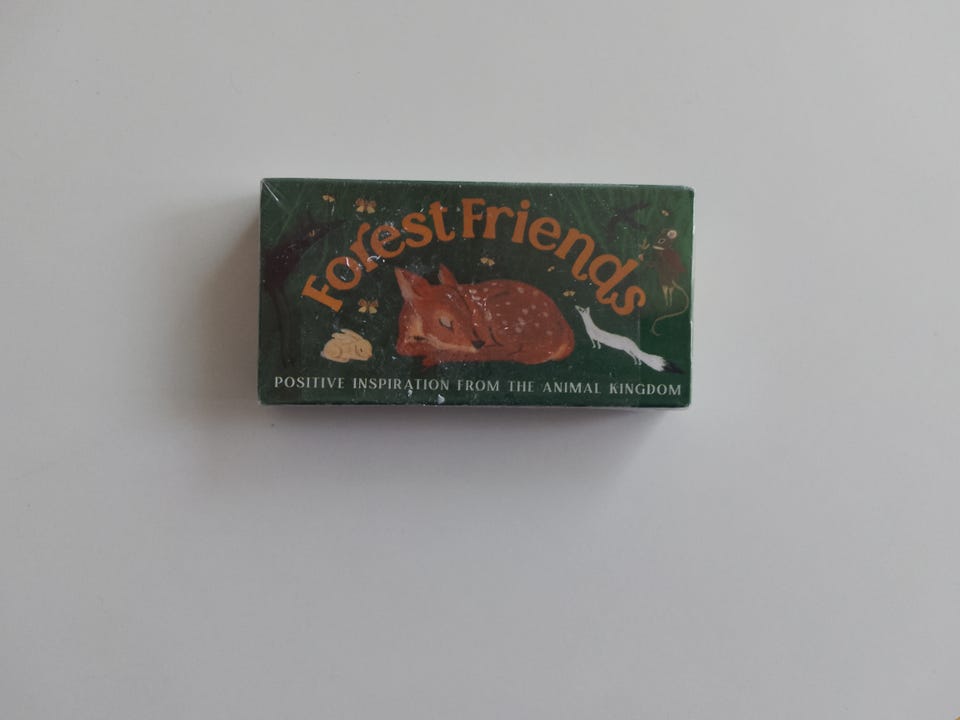 Forest Friends
POSITIVE INSPIRATION FROM THE ANIMAL KINGDOM